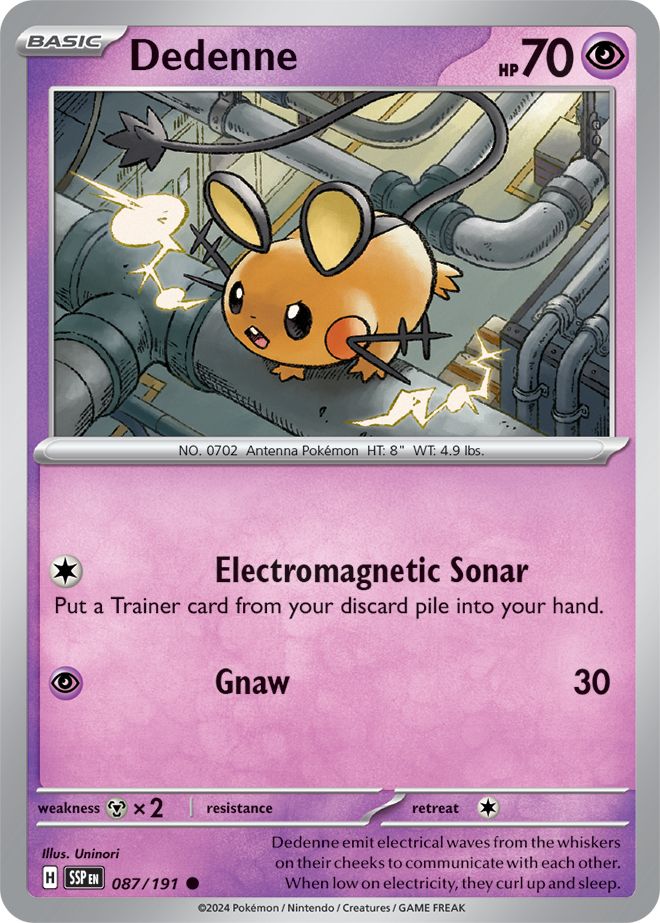 BASIC
Dedenne
HP 70
NO. 0702 Antenna Pokémon HT: 8" WT: 4.9 lbs.
Electromagnetic Sonar
Put a Trainer card from your discard pile into your hand.
Gnaw 30
weakness ×2 resistance retreat
Illus. Uninori
H SSP EN 087/191
Dedenne emit electrical waves from the whiskers
on their cheeks to communicate with each other.
When low on electricity, they curl up and sleep.
©2024 Pokémon / Nintendo / Creatures / GAME FREAK